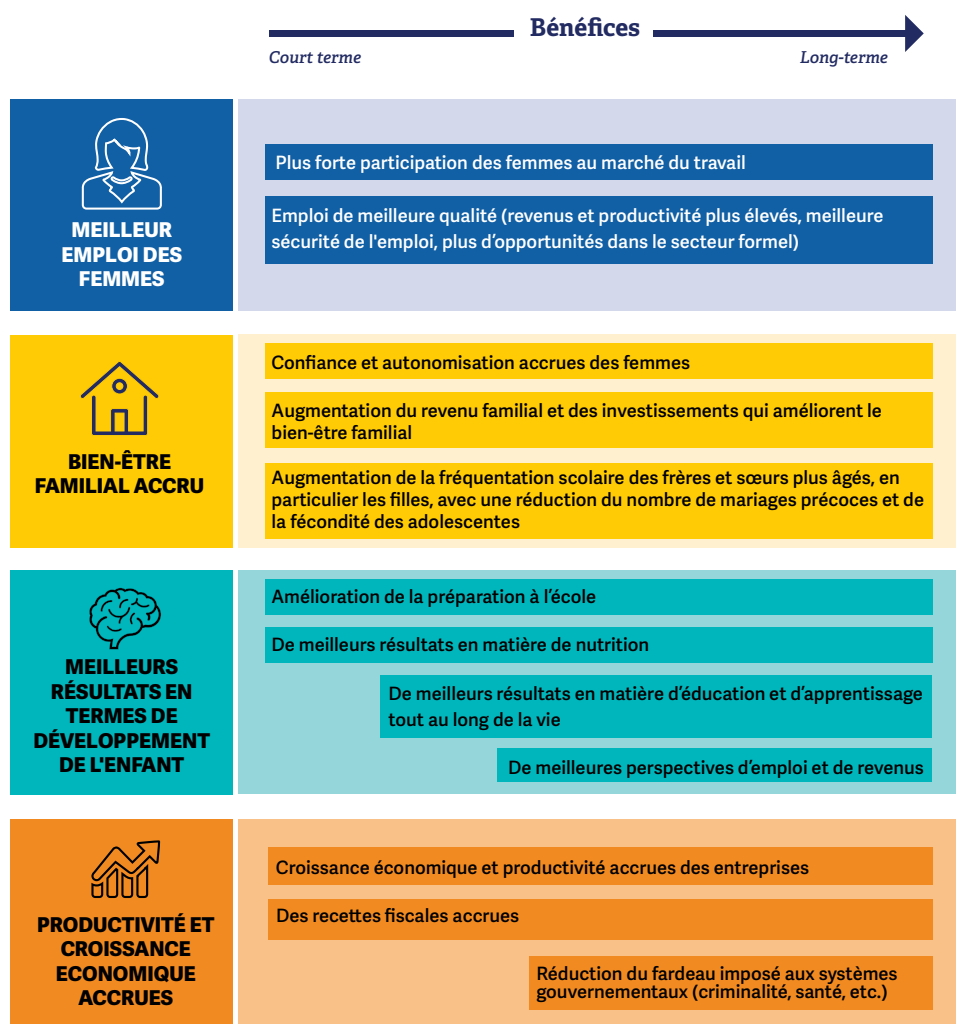 Bénéfices
Court terme
Long-terme
MEILLEUR
EMPLOI DES
FEMMES
Plus forte participation des femmes au marché du travail
Emploi de meilleure qualité (revenus et productivité plus élevés, meilleure
sécurité de l'emploi, plus d’opportunités dans le secteur formel)
BIEN-ÊTRE
FAMILIAL ACCRU
Confiance et autonomisation accrues des femmes
Augmentation du revenu familial et des investissements qui améliorent le
bien-être familial
Augmentation de la fréquentation scolaire des frères et sœurs plus âgés, en
particulier les filles, avec une réduction du nombre de mariages précoces et de
la fécondité des adolescentes
MEILLEURS
RÉSULTATS EN
TERMES DE
DÉVELOPPEMENT
DE L'ENFANT
Amélioration de la préparation à l’école
De meilleurs résultats en matière de nutrition
De meilleurs résultats en matière d’éducation et d’apprentissage
tout au long de la vie
De meilleures perspectives d’emploi et de revenus
PRODUCTIVITÉ ET
CROISSANCE
ECONOMIQUE
ACCRUES
Croissance économique et productivité accrues des entreprises
Des recettes fiscales accrues
Réduction du fardeau imposé aux systèmes
gouvernementaux (criminalité, santé, etc.)